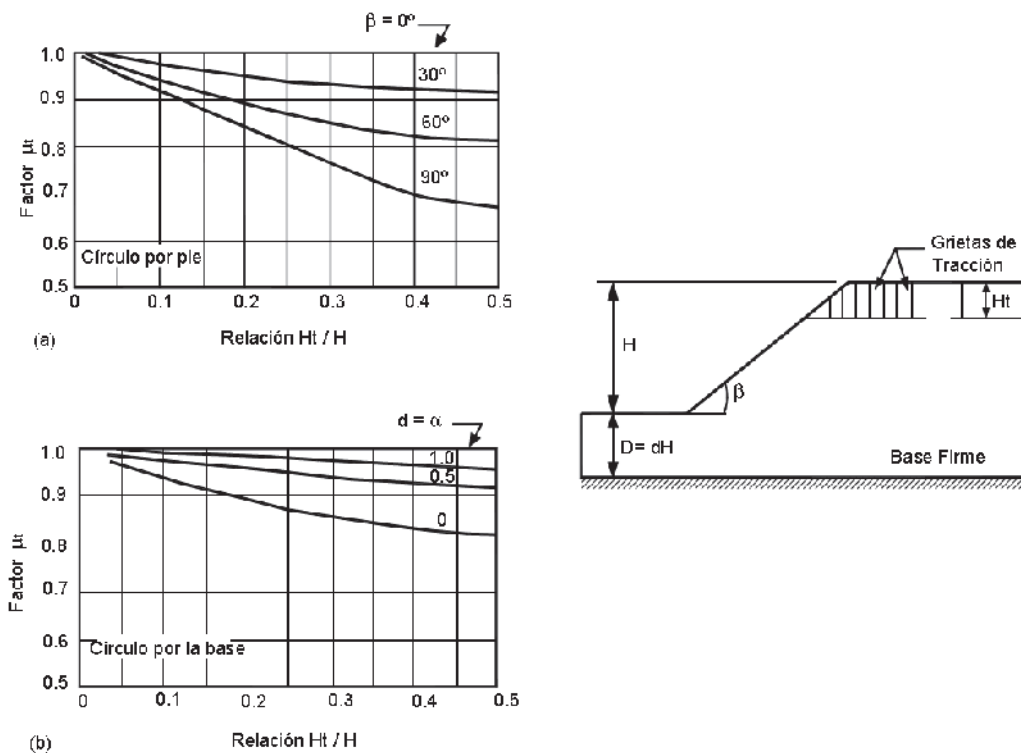 β = 0º
1.0
0.9
0.8
0.7
0.6
0.5
Factor µt
30º
60º
90º
Círculo por pie
0
0.1
0.2
0.3
0.4
0.5
Relación Ht / H
(a)
d = α
1.0
0.9
0.8
0.7
0.6
0.5
Factor µt
1.0
0.5
0
Círculo por la base
0
0.1
0.2
0.3
0.4
0.5
Relación Ht / H
(b)
Grietas de
Tracción
Ht
H
β
D= dH
Base Firme